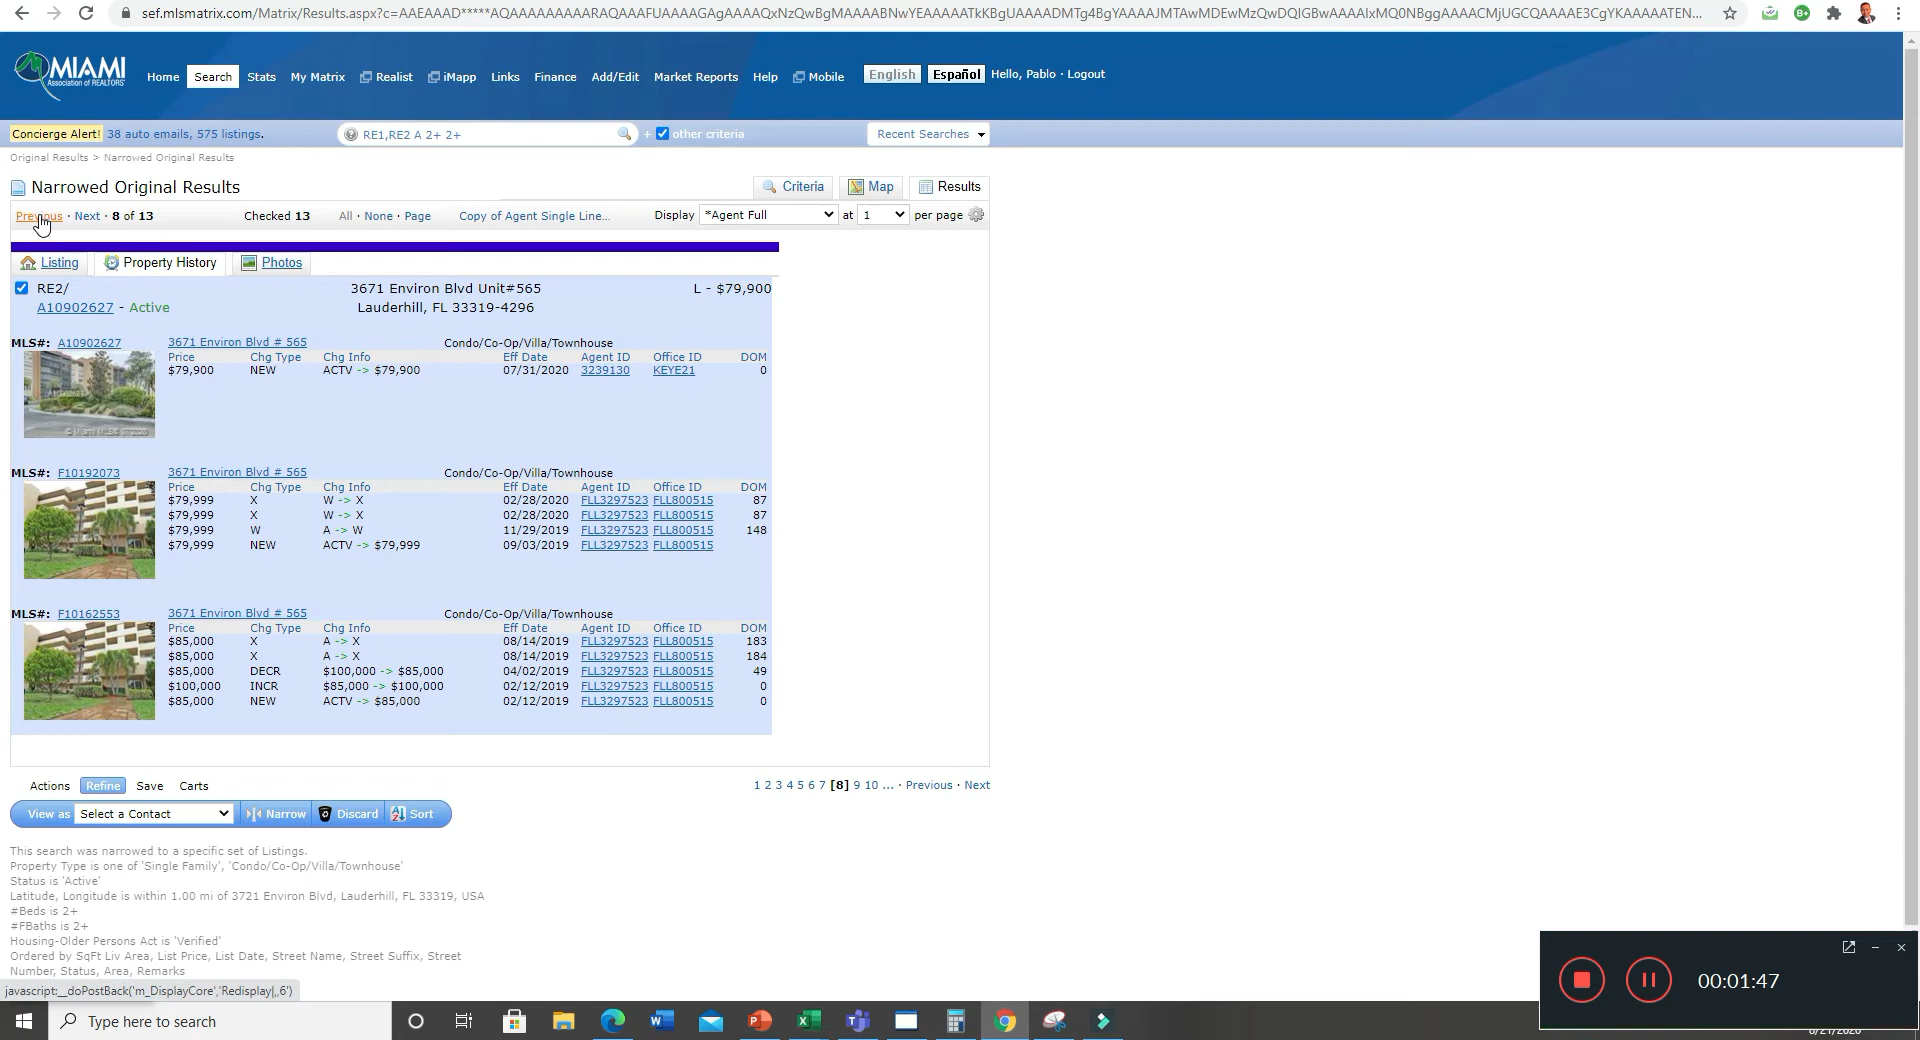 sef.mlsmatrix.com/Matrix/Results.aspx?c=AAEAAAD*****AQAAAAAAAAARAQAAAFUAAAAGAgAAAAQxNzQwBgMAAAABNwYEAAAAATkKBgUAAAADMTg4BgYAAAAJMTAwMDEwMzQwDQIGBwAAAAIxMQ0NBggAAAACMjUGCQAAAAE3CgYKAAAAATEN...
MIAMI
Association of REALTORS®
Home Search Stats My Matrix Realist iMapp Links Finance Add/Edit Market Reports Help Mobile English Español Hello, Pablo · Logout
Concierge Alert! 38 auto emails, 575 listings. RE1,RE2 A 2+ 2+ + other criteria Recent Searches
Original Results > Narrowed Original Results
Narrowed Original Results Criteria Map Results
Previous · Next · 8 of 13 Checked 13 All · None · Page Copy of Agent Single Line... Display *Agent Full at 1 per page
Listing Property History Photos
RE2/ 3671 Environ Blvd Unit#565 L - $79,900
A10902627 - Active Lauderhill, FL 33319-4296
MLS#: A10902627 3671 Environ Blvd # 565 Condo/Co-Op/Villa/Townhouse
Price Chg Type Chg Info Eff Date Agent ID Office ID DOM
$79,900 NEW ACTV -> $79,900 07/31/2020 3239130 KEYE21 0
MLS#: F10192073 3671 Environ Blvd # 565 Condo/Co-Op/Villa/Townhouse
Price Chg Type Chg Info Eff Date Agent ID Office ID DOM
$79,999 X W -> X 02/28/2020 FLL3297523 FLL800515 87
$79,999 X W -> X 02/28/2020 FLL3297523 FLL800515 87
$79,999 W A -> W 11/29/2019 FLL3297523 FLL800515 148
$79,999 NEW ACTV -> $79,999 09/03/2019 FLL3297523 FLL800515
MLS#: F10162553 3671 Environ Blvd # 565 Condo/Co-Op/Villa/Townhouse
Price Chg Type Chg Info Eff Date Agent ID Office ID DOM
$85,000 X A -> X 08/14/2019 FLL3297523 FLL800515 183
$85,000 X A -> X 08/14/2019 FLL3297523 FLL800515 184
$85,000 DECR $100,000 -> $85,000 04/02/2019 FLL3297523 FLL800515 49
$100,000 INCR $85,000 -> $100,000 02/12/2019 FLL3297523 FLL800515 0
$85,000 NEW ACTV -> $85,000 02/12/2019 FLL3297523 FLL800515 0
Actions Refine Save Carts 1 2 3 4 5 6 7 [8] 9 10 ... · Previous · Next
View as Select a Contact Narrow Discard Sort
This search was narrowed to a specific set of Listings.
Property Type is one of 'Single Family', 'Condo/Co-Op/Villa/Townhouse'
Status is 'Active'
Latitude, Longitude is within 1.00 mi of 3721 Environ Blvd, Lauderhill, FL 33319, USA
#Beds is 2+
#FBaths is 2+
Housing-Older Persons Act is 'Verified'
Ordered by SqFt Liv Area, List Price, List Date, Street Name, Street Suffix, Street
Number, Status, Area, Remarks
javascript:__doPostBack('m_DisplayCore','Redisplay|,,6')
00:01:47
Type here to search